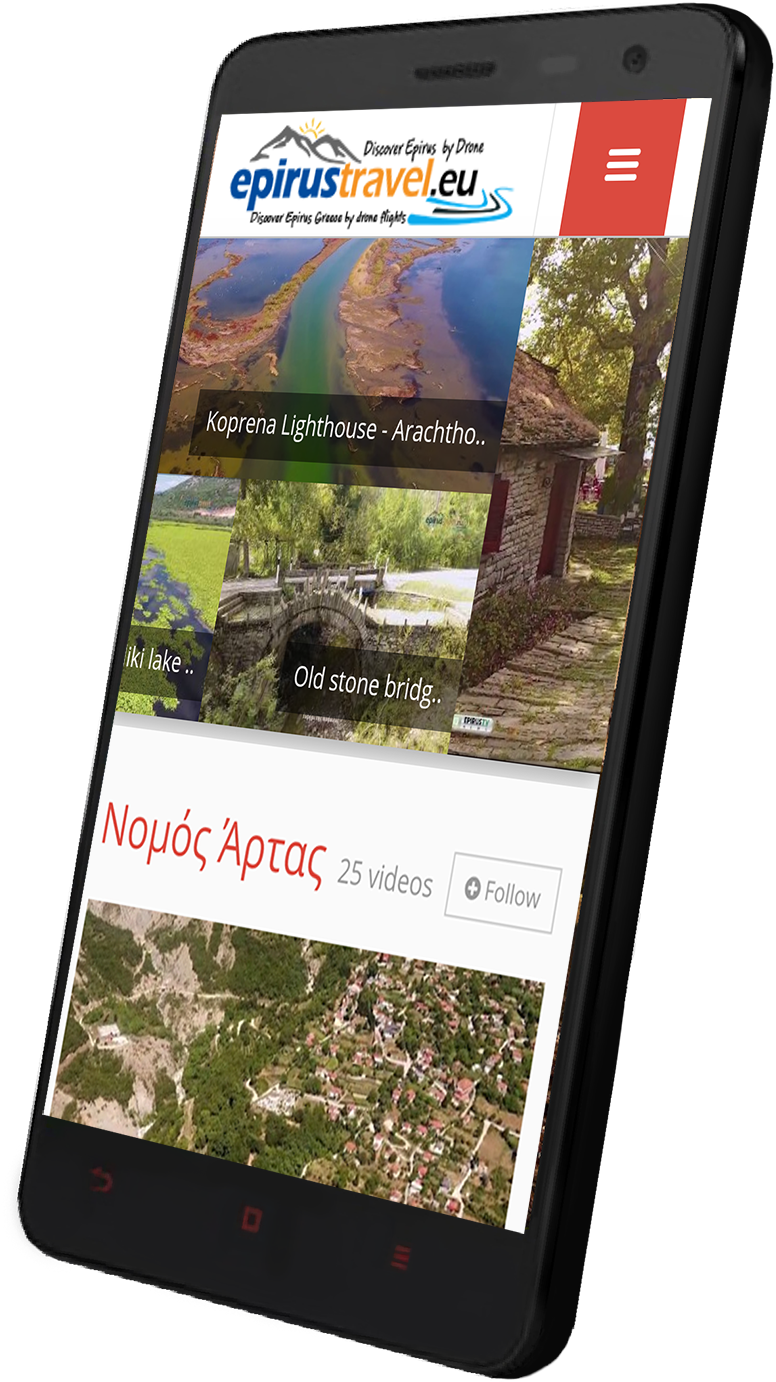 Discover Epirus by Drone
epirustravel.eu
Discover Epirus Greece by drone flights
Koprena Lighthouse - Arachtho..
iki lake ..
Old stone bridg..
EPIRUSTV
Νομός Άρτας 25 videos Follow